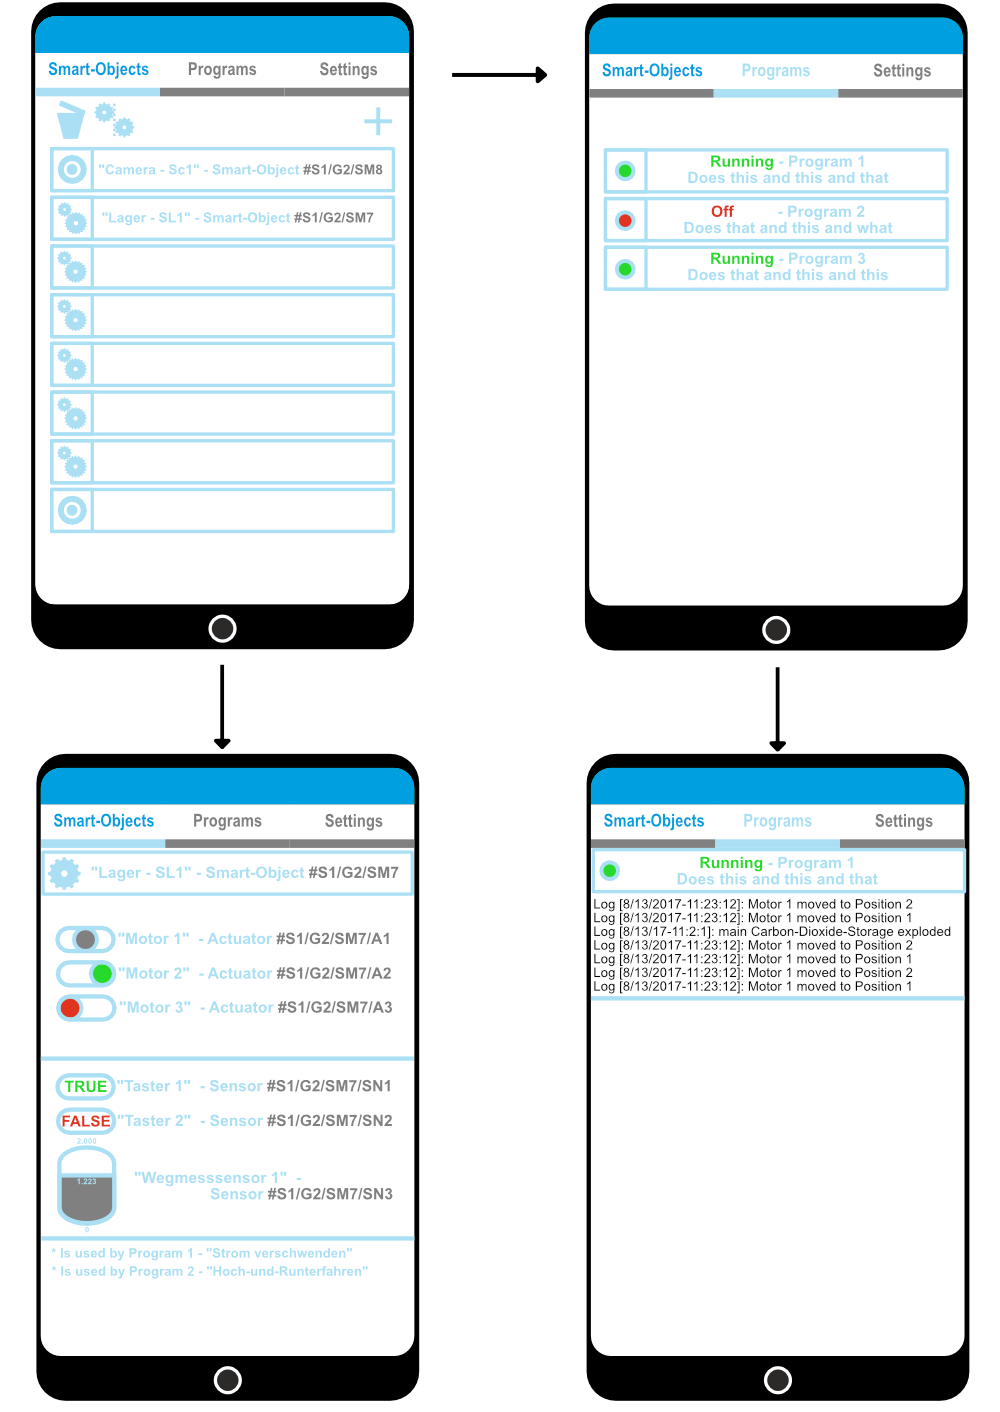 Smart-Objects Programs Settings
"Camera - Sc1" - Smart-Object #S1/G2/SM8
"Lager - SL1" - Smart-Object #S1/G2/SM7
Smart-Objects Programs Settings
Running - Program 1
Does this and this and that
Off - Program 2
Does that and this and what
Running - Program 3
Does that and this and this
Smart-Objects Programs Settings
"Lager - SL1" - Smart-Object #S1/G2/SM7
"Motor 1" - Actuator #S1/G2/SM7/A1
"Motor 2" - Actuator #S1/G2/SM7/A2
"Motor 3" - Actuator #S1/G2/SM7/A3
TRUE "Taster 1" - Sensor #S1/G2/SM7/SN1
FALSE "Taster 2" - Sensor #S1/G2/SM7/SN2
2.000
1.223
"Wegmesssensor 1" -
Sensor #S1/G2/SM7/SN3
0
* Is used by Program 1 - "Strom verschwenden"
* Is used by Program 2 - "Hoch-und-Runterfahren"
Smart-Objects Programs Settings
Running - Program 1
Does this and this and that
Log [8/13/2017-11:23:12]: Motor 1 moved to Position 2
Log [8/13/2017-11:23:12]: Motor 1 moved to Position 1
Log [8/13/17-11:2:1]: main Carbon-Dioxide-Storage exploded
Log [8/13/2017-11:23:12]: Motor 1 moved to Position 2
Log [8/13/2017-11:23:12]: Motor 1 moved to Position 1
Log [8/13/2017-11:23:12]: Motor 1 moved to Position 2
Log [8/13/2017-11:23:12]: Motor 1 moved to Position 1